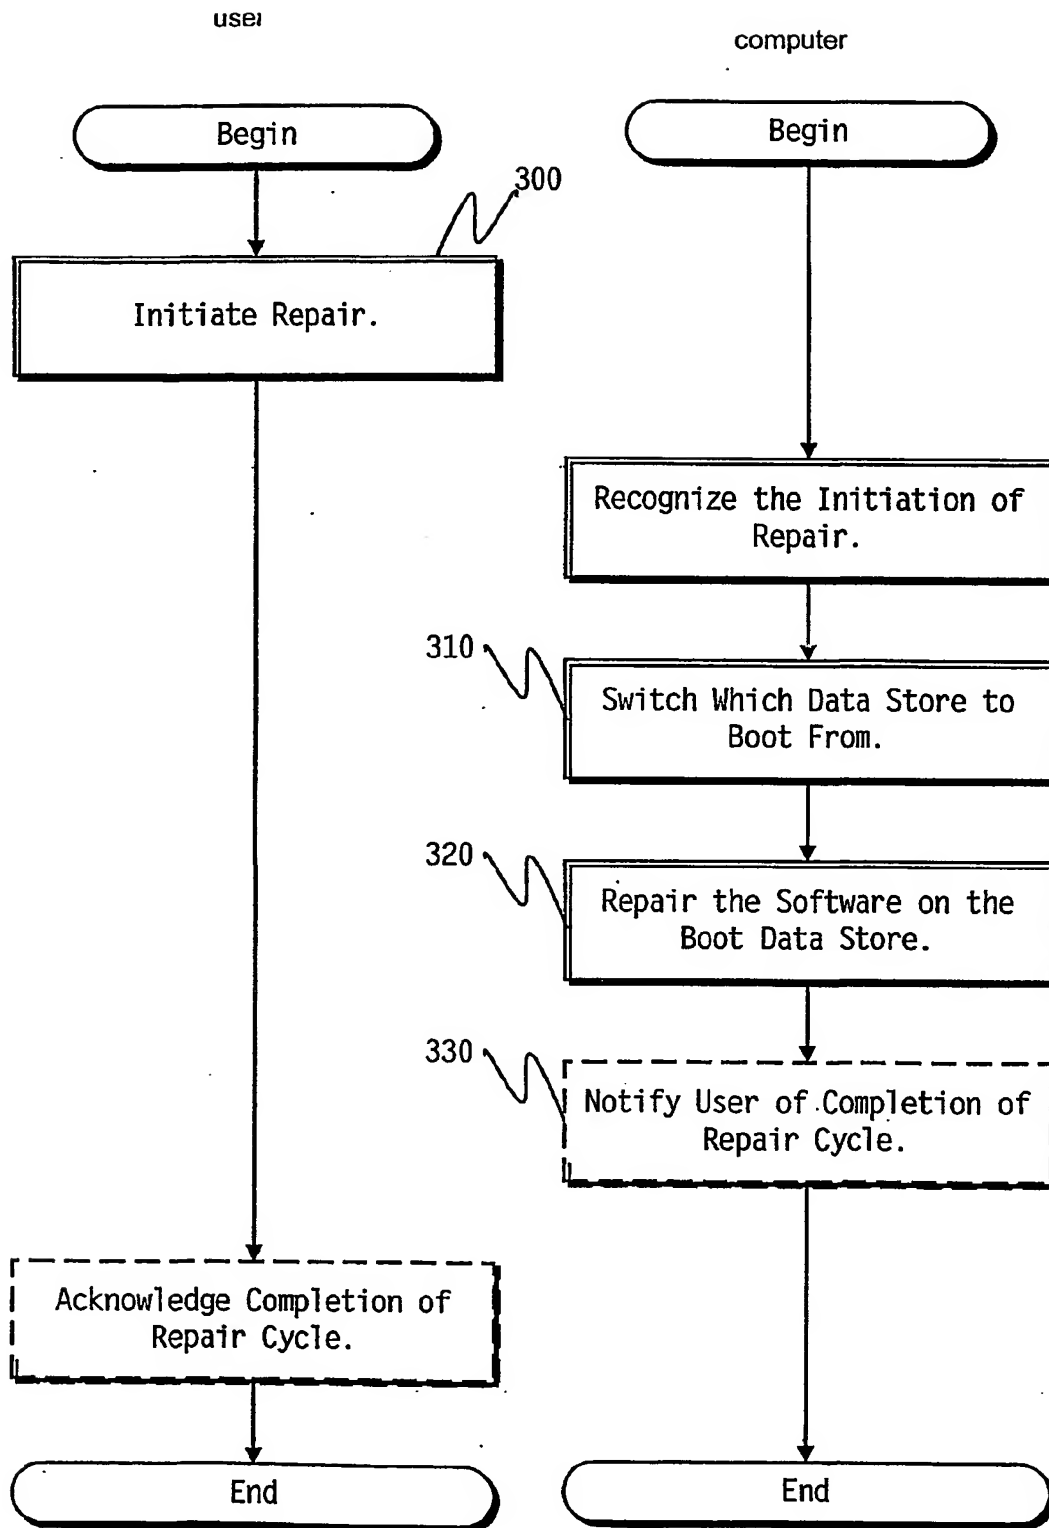 user
computer
Begin
Begin
300
Initiate Repair.
Recognize the Initiation of
Repair.
310
Switch Which Data Store to
Boot From.
320
Repair the Software on the
Boot Data Store.
330
Notify User of Completion of
Repair Cycle.
Acknowledge Completion of
Repair Cycle.
End
End